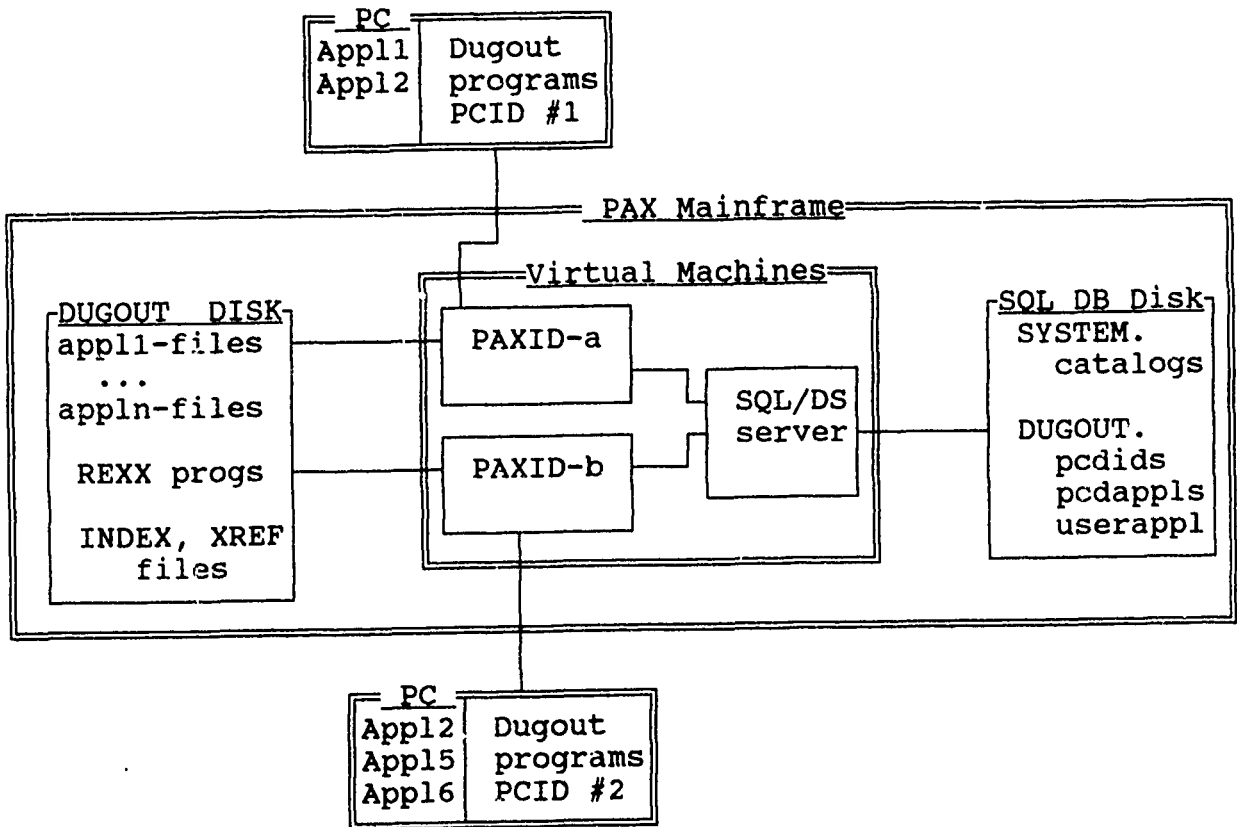 PC
Appl1
Appl2
Dugout
programs
PCID #1
PAX Mainframe
Virtual Machines
DUGOUT DISK
appl1-files
...
appln-files
REXX progs
INDEX, XREF
files
PAXID-a
PAXID-b
SQL/DS
server
SQL DB Disk
SYSTEM.
catalogs
DUGOUT.
pcdids
pcdappls
userappl
PC
Appl2
Appl5
Appl6
Dugout
programs
PCID #2